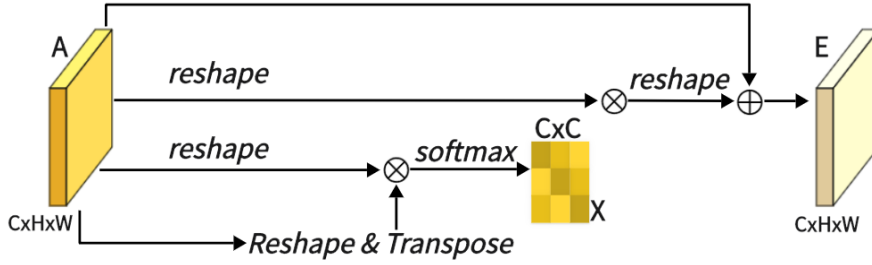 A
E
reshape
reshape
CxC
reshape
softmax
X
CxHxW
CxHxW
Reshape & Transpose